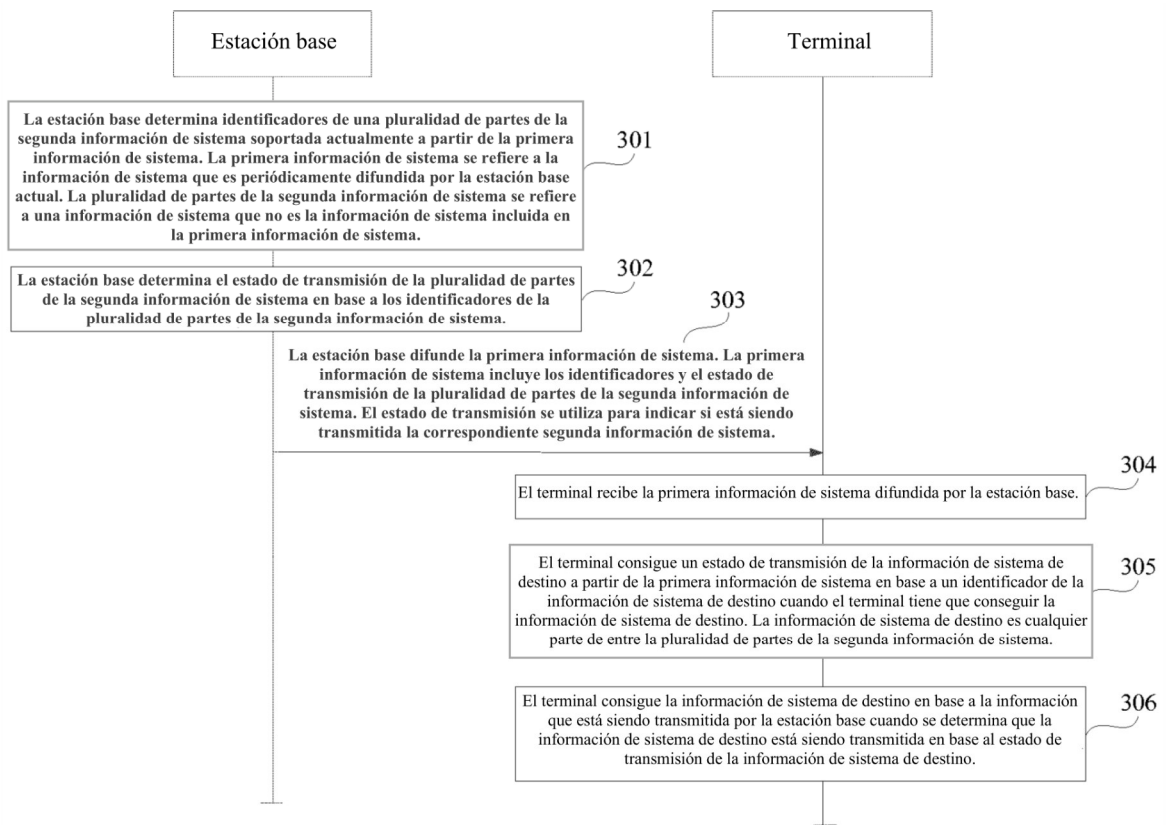 Estación base
Terminal
La estación base determina identificadores de una pluralidad de partes de la
segunda información de sistema soportada actualmente a partir de la primera
información de sistema. La primera información de sistema se refiere a la
información de sistema que es periódicamente difundida por la estación base
actual. La pluralidad de partes de la segunda información de sistema se refiere
a una información de sistema que no es la información de sistema incluida en
la primera información de sistema.
301
La estación base determina el estado de transmisión de la pluralidad de partes
de la segunda información de sistema en base a los identificadores de la
pluralidad de partes de la segunda información de sistema.
302
303
La estación base difunde la primera información de sistema. La primera
información de sistema incluye los identificadores y el estado de
transmisión de la pluralidad de partes de la segunda información de
sistema. El estado de transmisión se utiliza para indicar si está siendo
transmitida la correspondiente segunda información de sistema.
El terminal recibe la primera información de sistema difundida por la estación base.
304
El terminal consigue un estado de transmisión de la información de sistema de
destino a partir de la primera información de sistema en base a un identificador de la
información de sistema de destino cuando el terminal tiene que conseguir la
información de sistema de destino. La información de sistema de destino es cualquier
parte de entre la pluralidad de partes de la segunda información de sistema.
305
El terminal consigue la información de sistema de destino en base a la información
que está siendo transmitida por la estación base cuando se determina que la
información de sistema de destino está siendo transmitida en base al estado de
transmisión de la información de sistema de destino.
306